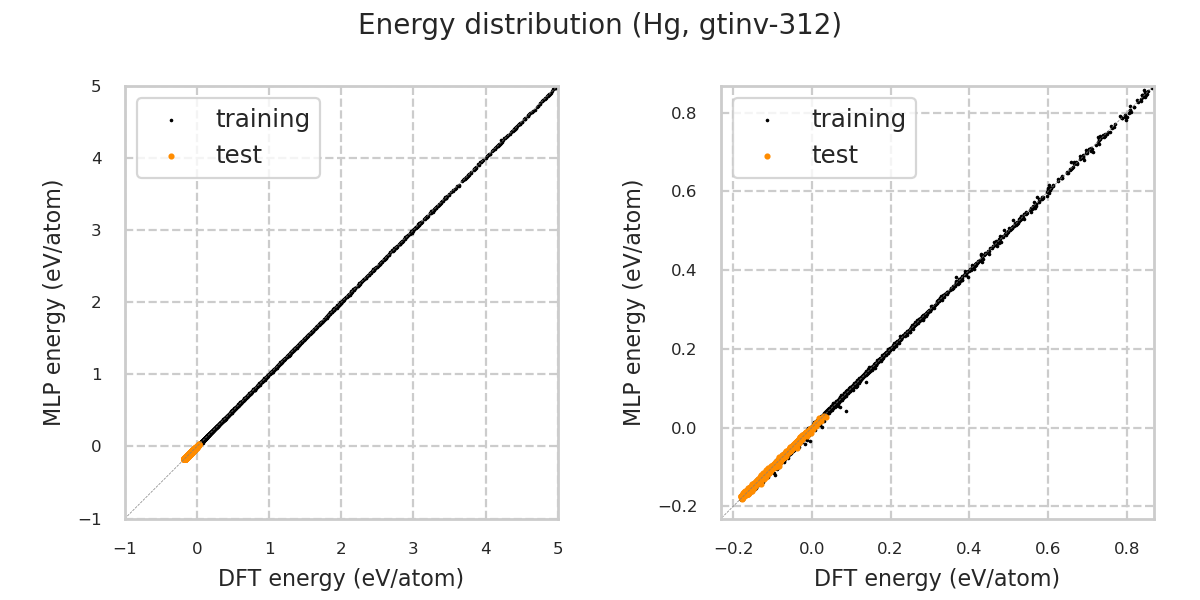 Energy distribution (Hg, gtinv-312)
training
test
5
4
3
2
1
0
−1
−1
0
1
2
3
4
5
MLP energy (eV/atom)
DFT energy (eV/atom)
training
test
0.8
0.6
0.4
0.2
0.0
−0.2
−0.2
0.0
0.2
0.4
0.6
0.8
MLP energy (eV/atom)
DFT energy (eV/atom)